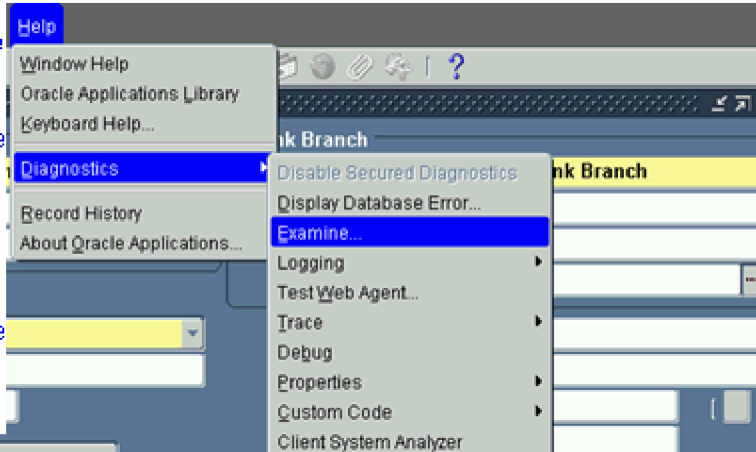 Help
Window Help
Oracle Applications Library
Keyboard Help...
nk Branch
Diagnostics
Disable Secured Diagnostics
nk Branch
Record History
Display Database Error...
About Oracle Applications...
Examine...
Logging
Test Web Agent...
Trace
Debug
Properties
Custom Code
Client System Analyzer